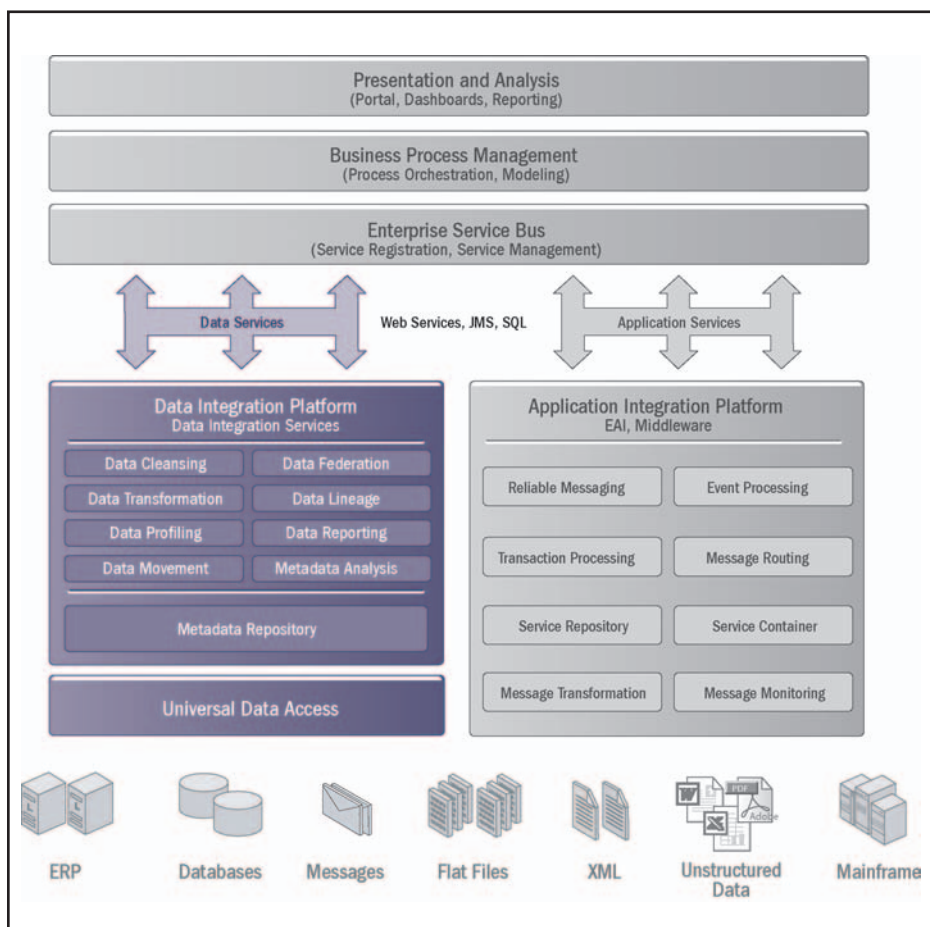 Presentation and Analysis
(Portal, Dashboards, Reporting)
Business Process Management
(Process Orchestration, Modeling)
Enterprise Service Bus
(Service Registration, Service Management)
Data Services
Web Services, JMS, SQL
Application Services
Data Integration Platform
Data Integration Services
Data Cleansing
Data Federation
Data Transformation
Data Lineage
Data Profiling
Data Reporting
Data Movement
Metadata Analysis
Metadata Repository
Universal Data Access
Application Integration Platform
EAI, Middleware
Reliable Messaging
Event Processing
Transaction Processing
Message Routing
Service Repository
Service Container
Message Transformation
Message Monitoring
L
L
W
X
PDF
Adobe
ERP
Databases
Messages
Flat Files
XML
Unstructured
Data
Mainframe